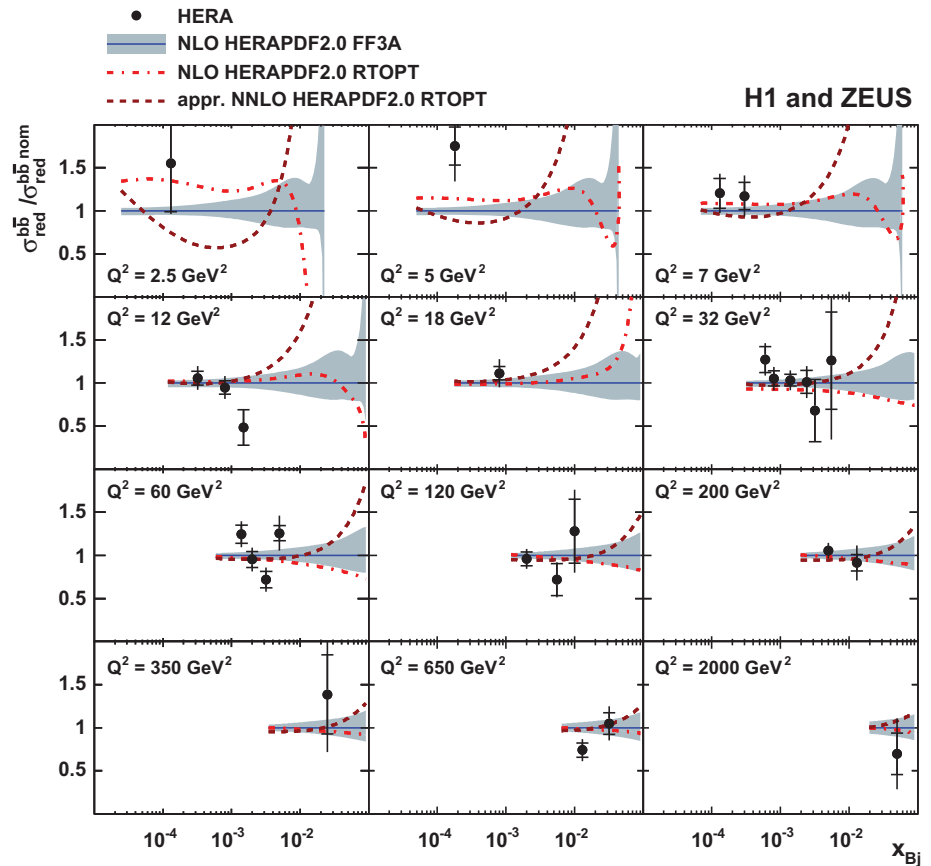 HERA
NLO HERAPDF2.0 FF3A
NLO HERAPDF2.0 RTOPT
appr. NNLO HERAPDF2.0 RTOPT
H1 and ZEUS
σ_red^{bb̄} / σ_red^{bb̄ nom}
1.5
1
0.5
Q² = 2.5 GeV²
Q² = 5 GeV²
Q² = 7 GeV²
1.5
1
0.5
Q² = 12 GeV²
Q² = 18 GeV²
Q² = 32 GeV²
1.5
1
0.5
Q² = 60 GeV²
Q² = 120 GeV²
Q² = 200 GeV²
1.5
1
0.5
Q² = 350 GeV²
Q² = 650 GeV²
Q² = 2000 GeV²
10⁻⁴ 10⁻³ 10⁻² 10⁻⁴ 10⁻³ 10⁻² 10⁻⁴ 10⁻³ 10⁻²
x_Bj